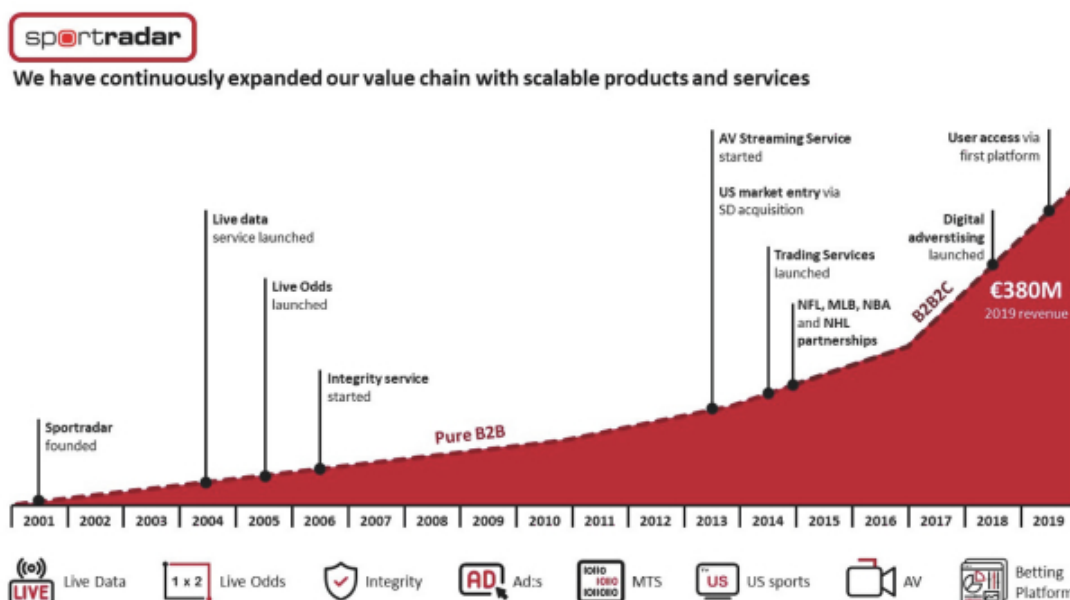 sportradar
We have continuously expanded our value chain with scalable products and services
AV Streaming Service
started
US market entry via
SD acquisition
User access via
first platform
Live data
service launched
Digital
adverstising
launched
Trading Services
launched
Live Odds
launched
B2B2C
€380M
2019 revenue
NFL, MLB, NBA
and NHL
partnerships
Integrity service
started
Sportradar
founded
Pure B2B
2001 2002 2003 2004 2005 2006 2007 2008 2009 2010 2011 2012 2013 2014 2015 2016 2017 2018 2019
((o))
LIVE
Live Data
1 x 2
Live Odds
Integrity
AD
Ad:s
IOIIO
IOIIO
IOIIOIIO
MTS
US
US sports
AV
Betting
Platform